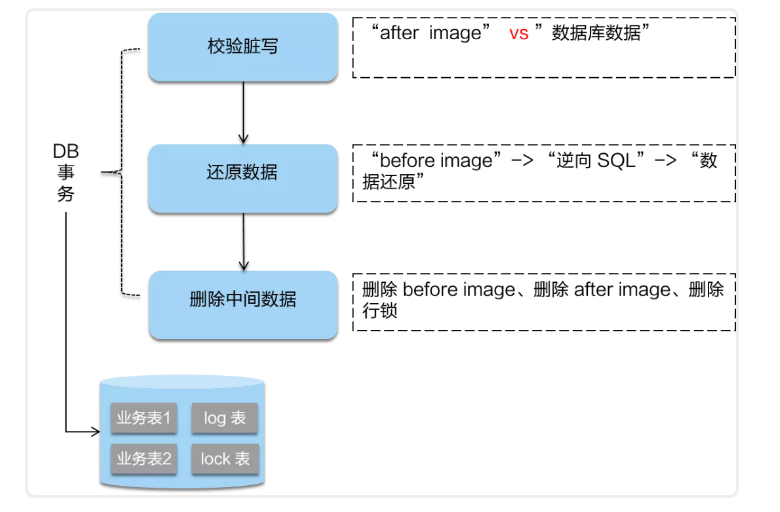 校验脏写
“after image” vs ”数据库数据”
DB
事
务
还原数据
“before image”–> “逆向 SQL”–> “数
据还原”
删除中间数据
删除 before image、删除 after image、删除
行锁
业务表1
log 表
业务表2
lock 表